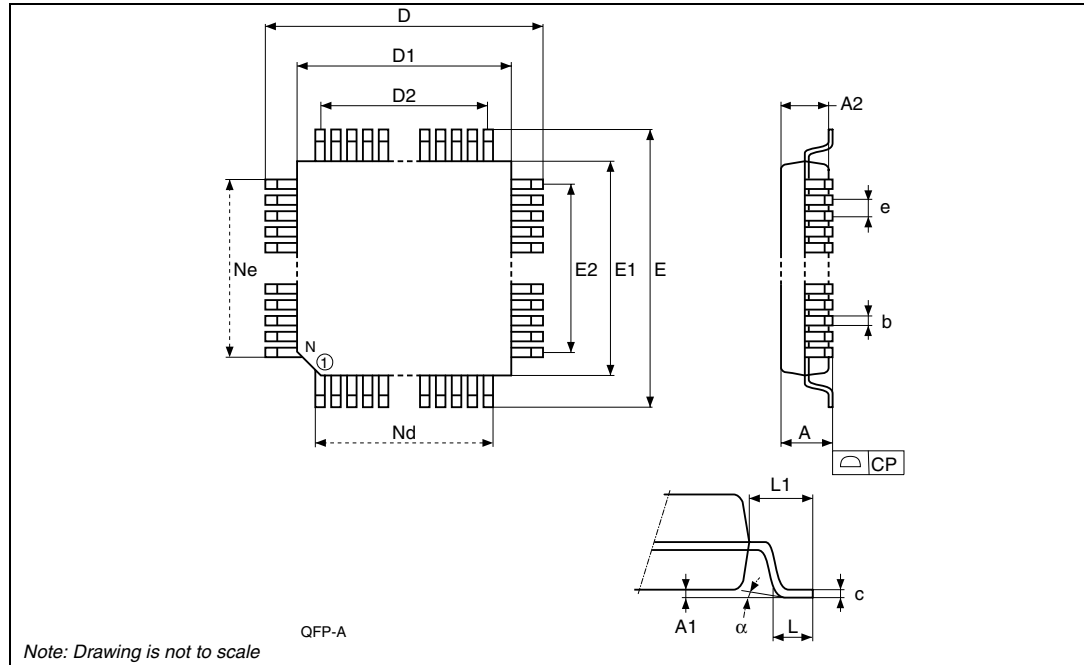 D
D1
D2
A2
e
Ne
E2
E1
E
b
N
1
Nd
A
CP
L1
c
A1
α
L
QFP-A
Note: Drawing is not to scale